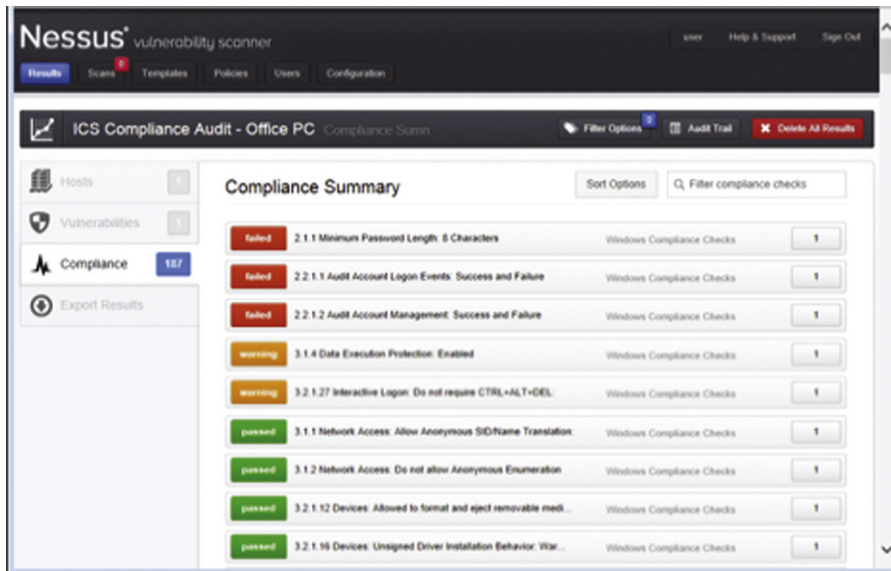 Nessus® vulnerability scanner
user Help & Support Sign Out
Results Scans 0 Templates Policies Users Configuration
ICS Compliance Audit - Office PC Compliance Summ
Filter Options 0 Audit Trail Delete All Results
Hosts 1
Vulnerabilities 1
Compliance 187
Export Results
Compliance Summary
Sort Options Filter compliance checks
failed 2.1.1 Minimum Password Length: 8 Characters Windows Compliance Checks 1
failed 2.2.1.1 Audit Account Logon Events: Success and Failure Windows Compliance Checks 1
failed 2.2.1.2 Audit Account Management: Success and Failure Windows Compliance Checks 1
warning 3.1.4 Data Execution Protection: Enabled Windows Compliance Checks 1
warning 3.2.1.27 Interactive Logon: Do not require CTRL+ALT+DEL: Windows Compliance Checks 1
passed 3.1.1 Network Access: Allow Anonymous SID/Name Translation: Windows Compliance Checks 1
passed 3.1.2 Network Access: Do not allow Anonymous Enumeration Windows Compliance Checks 1
passed 3.2.1.12 Devices: Allowed to format and eject removable medi... Windows Compliance Checks 1
passed 3.2.1.16 Devices: Unsigned Driver Installation Behavior: War... Windows Compliance Checks 1